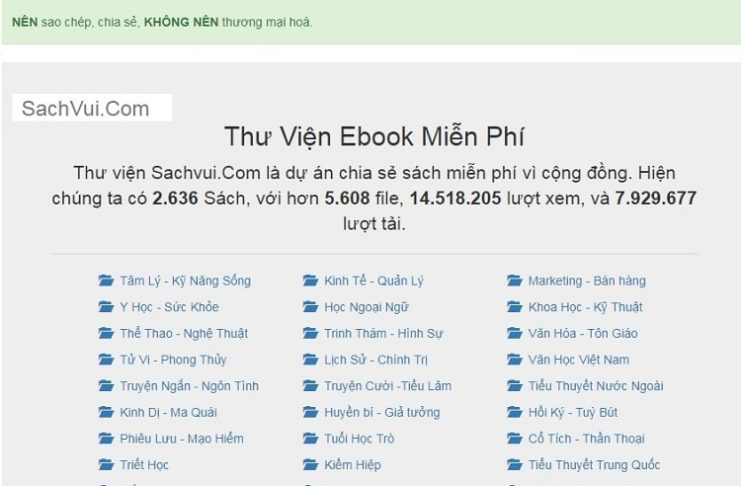 NÊN sao chép, chia sẻ, KHÔNG NÊN thương mại hoá.
SachVui.Com
Thư Viện Ebook Miễn Phí
Thư viện Sachvui.Com là dự án chia sẻ sách miễn phí vì cộng đồng. Hiện
chúng ta có 2.636 Sách, với hơn 5.608 file, 14.518.205 lượt xem, và 7.929.677
lượt tải.
Tâm Lý - Kỹ Năng Sống Kinh Tế - Quản Lý Marketing - Bán hàng
Y Học - Sức Khỏe Học Ngoại Ngữ Khoa Học - Kỹ Thuật
Thể Thao - Nghệ Thuật Trinh Thám - Hình Sự Văn Hóa - Tôn Giáo
Tử Vi - Phong Thủy Lịch Sử - Chính Trị Văn Học Việt Nam
Truyện Ngắn - Ngôn Tình Truyện Cười -Tiếu Lâm Tiểu Thuyết Nước Ngoài
Kinh Dị - Ma Quái Huyền bí - Giả tưởng Hồi Ký - Tuỳ Bút
Phiêu Lưu - Mạo Hiểm Tuổi Học Trò Cổ Tích - Thần Thoại
Triết Học Kiếm Hiệp Tiểu Thuyết Trung Quốc